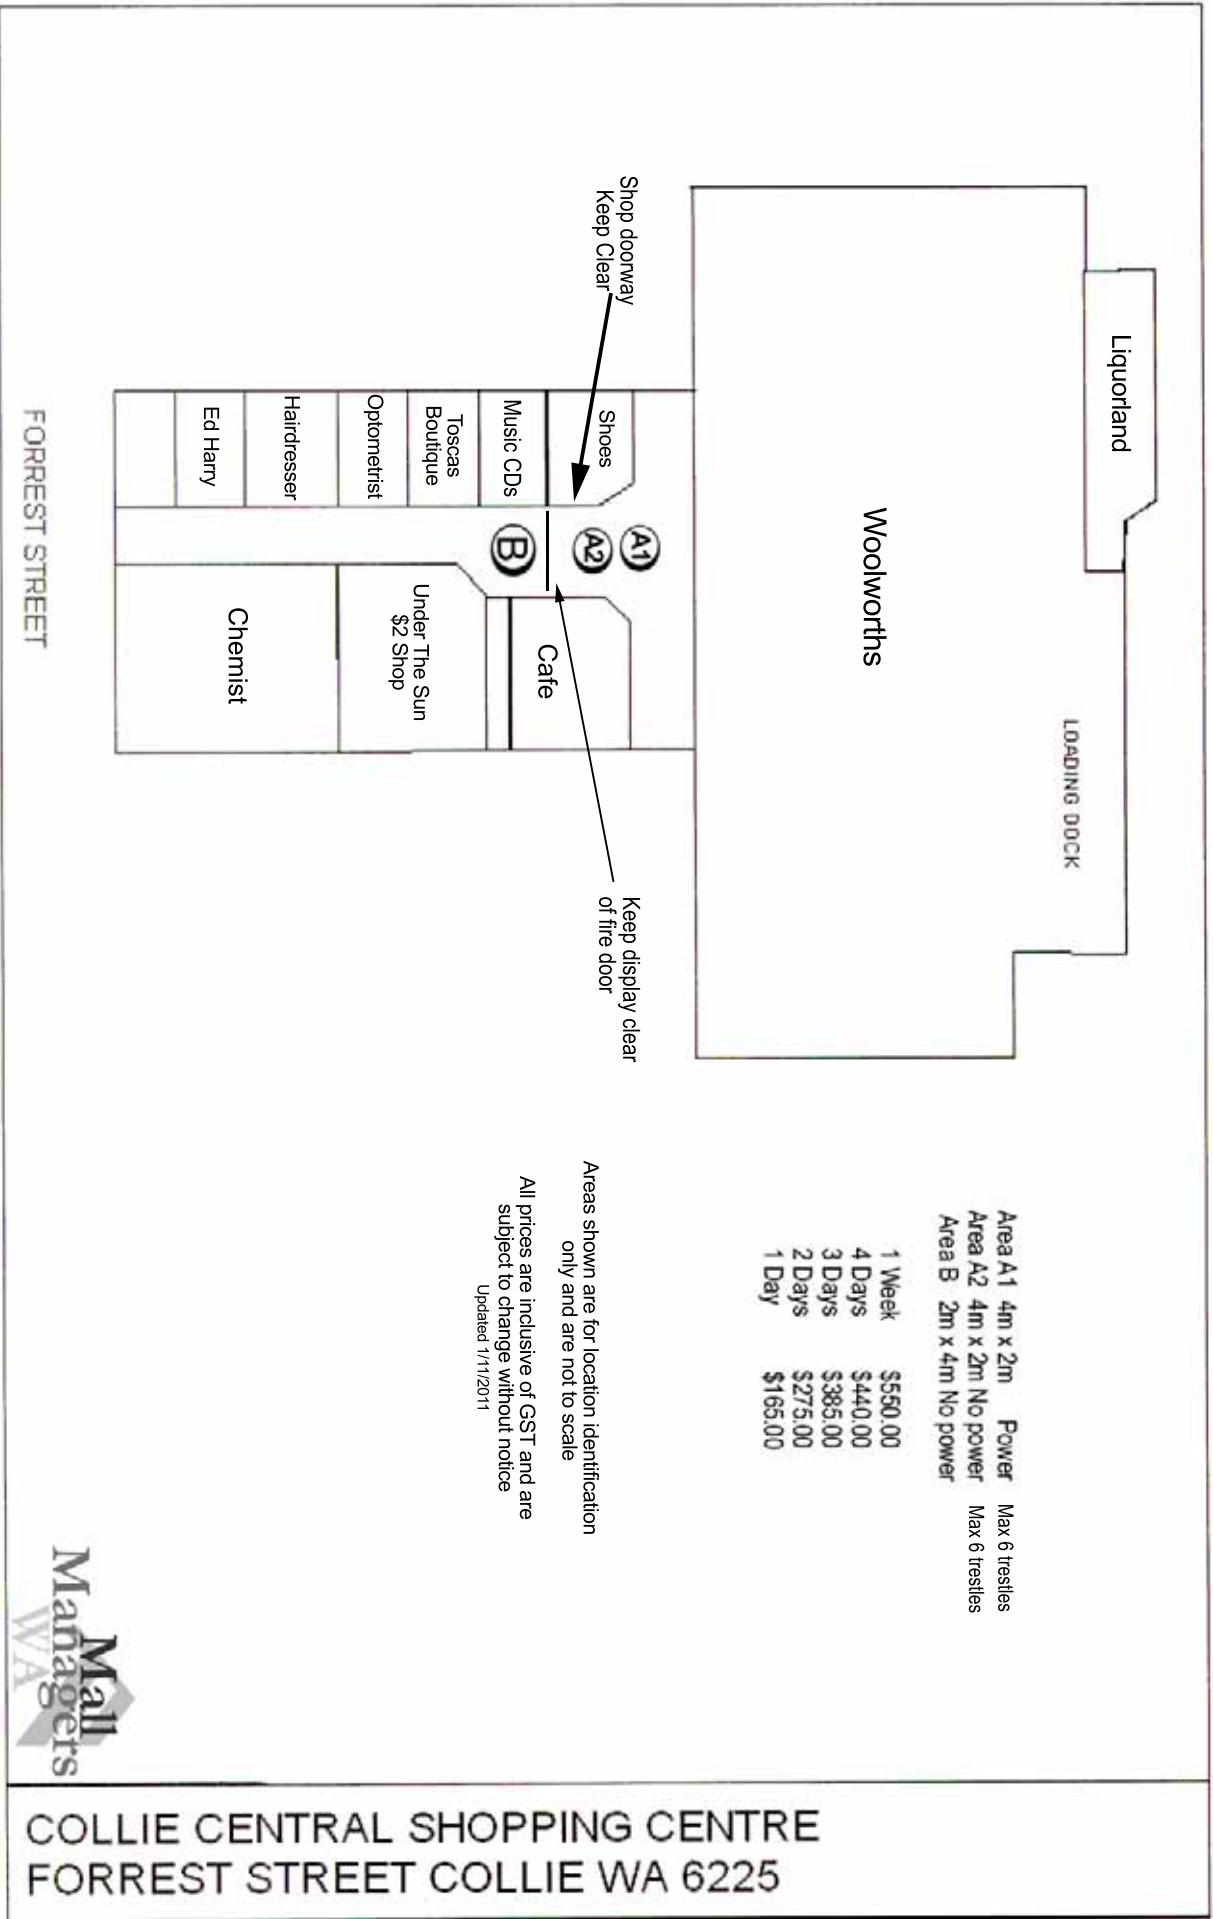 Liquorland
LOADING DOCK
Woolworths
Shop doorway
Keep Clear
Keep display clear
of fire door
A1
A2
B
Shoes
Music CDs
Toscas
Boutique
Optometrist
Hairdresser
Ed Harry
Cafe
Under The Sun
$2 Shop
Chemist
FORREST STREET
Area A1 4m x 2m Power Max 6 trestles
Area A2 4m x 2m No power Max 6 trestles
Area B 2m x 4m No power
1 Week $550.00
4 Days $440.00
3 Days $385.00
2 Days $275.00
1 Day $165.00
Areas shown are for location identification
only and are not to scale
All prices are inclusive of GST and are
subject to change without notice
Updated 1/11/2011
Mall
Managers
WA
COLLIE CENTRAL SHOPPING CENTRE
FORREST STREET COLLIE WA 6225